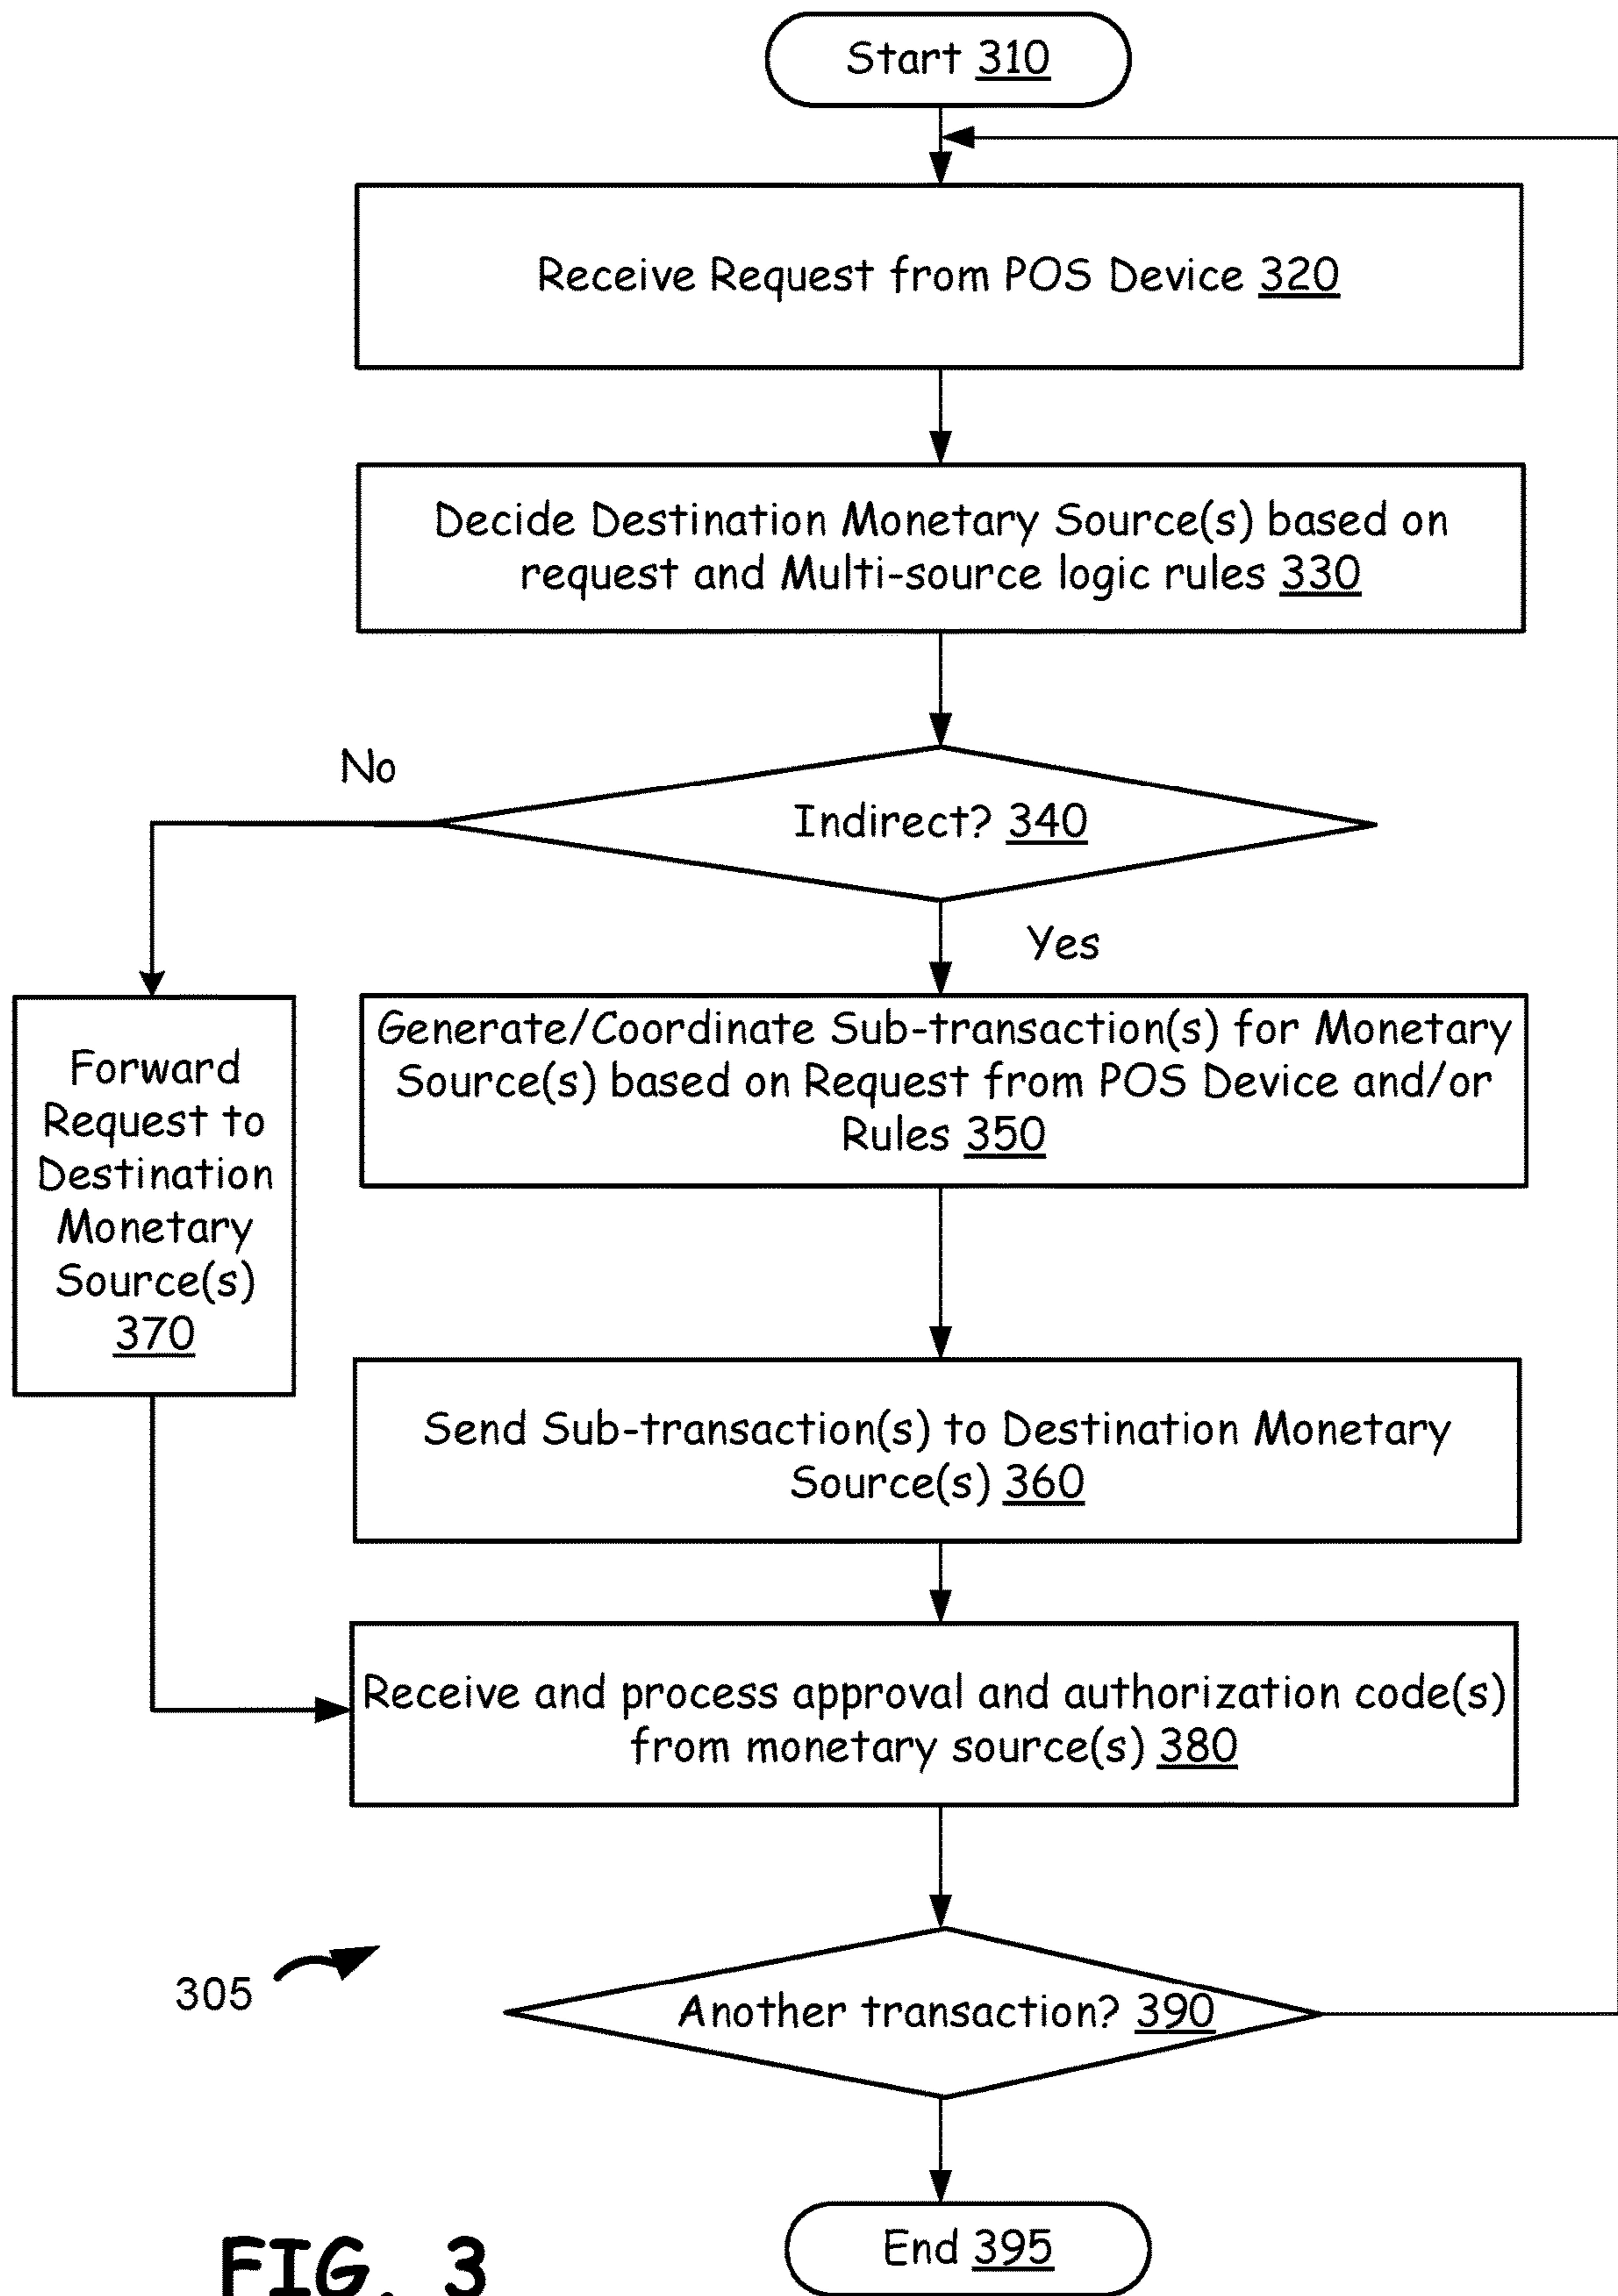 Start 310
Receive Request from POS Device 320
Decide Destination Monetary Source(s) based on
request and Multi-source logic rules 330
No
Indirect? 340
Yes
Forward
Request to
Destination
Monetary
Source(s)
370
Generate/Coordinate Sub-transaction(s) for Monetary
Source(s) based on Request from POS Device and/or
Rules 350
Send Sub-transaction(s) to Destination Monetary
Source(s) 360
Receive and process approval and authorization code(s)
from monetary source(s) 380
305
Another transaction? 390
End 395
FIG. 3